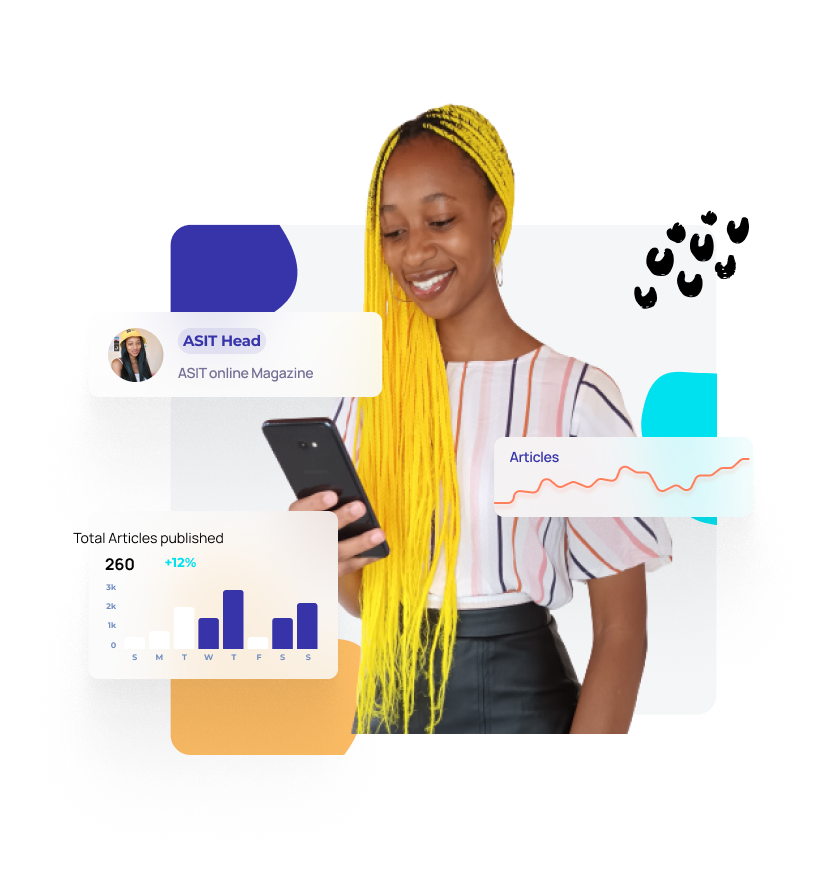 ASIT Head
ASIT online Magazine
Articles
Total Articles published
260 +12%
3k
2k
1k
0
S M T W T F S S